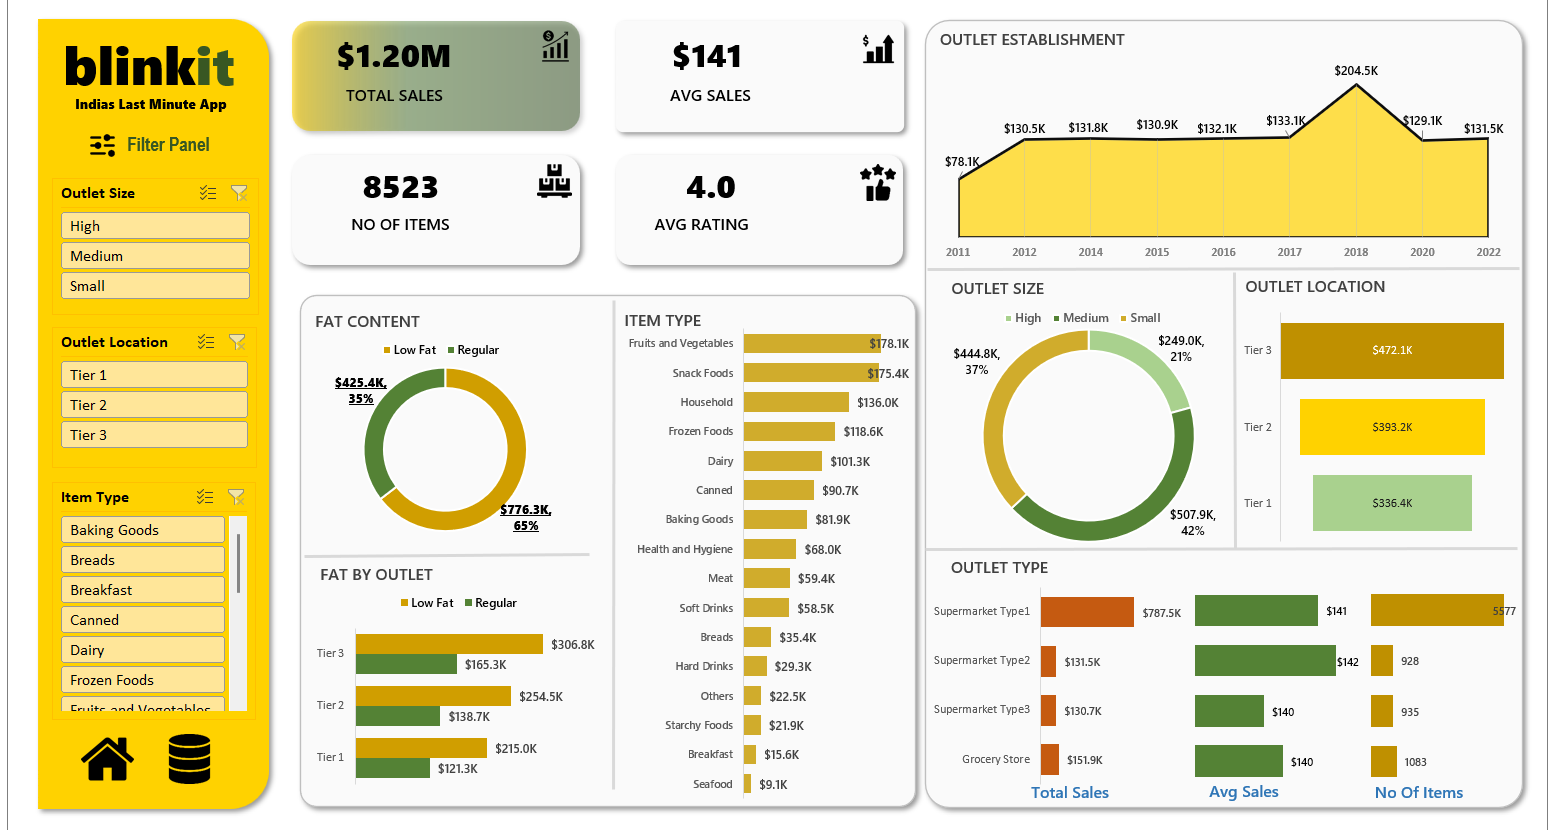 blinkit
Indias Last Minute App
Filter Panel
Outlet Size
High
Medium
Small
Outlet Location
Tier 1
Tier 2
Tier 3
Item Type
Baking Goods
Breads
Breakfast
Canned
Dairy
Frozen Foods
Fruits and Vegetables
$1.20M
TOTAL SALES
$141
AVG SALES
8523
NO OF ITEMS
4.0
AVG RATING
FAT CONTENT
Low Fat Regular
$425.4K,
35%
$776.3K,
65%
FAT BY OUTLET
Low Fat Regular
Tier 3 $306.8K
$165.3K
Tier 2 $254.5K
$138.7K
Tier 1 $215.0K
$121.3K
ITEM TYPE
Fruits and Vegetables $178.1K
Snack Foods $175.4K
Household $136.0K
Frozen Foods $118.6K
Dairy $101.3K
Canned $90.7K
Baking Goods $81.9K
Health and Hygiene $68.0K
Meat $59.4K
Soft Drinks $58.5K
Breads $35.4K
Hard Drinks $29.3K
Others $22.5K
Starchy Foods $21.9K
Breakfast $15.6K
Seafood $9.1K
OUTLET ESTABLISHMENT
$78.1K $130.5K $131.8K $130.9K $132.1K $133.1K $204.5K $129.1K $131.5K
2011 2012 2014 2015 2016 2017 2018 2020 2022
OUTLET SIZE
High Medium Small
$249.0K,
21%
$444.8K,
37%
$507.9K,
42%
OUTLET LOCATION
Tier 3 $472.1K
Tier 2 $393.2K
Tier 1 $336.4K
OUTLET TYPE
Supermarket Type1 $787.5K $141 5577
Supermarket Type2 $131.5K $142 928
Supermarket Type3 $130.7K $140 935
Grocery Store $151.9K $140 1083
Total Sales Avg Sales No Of Items